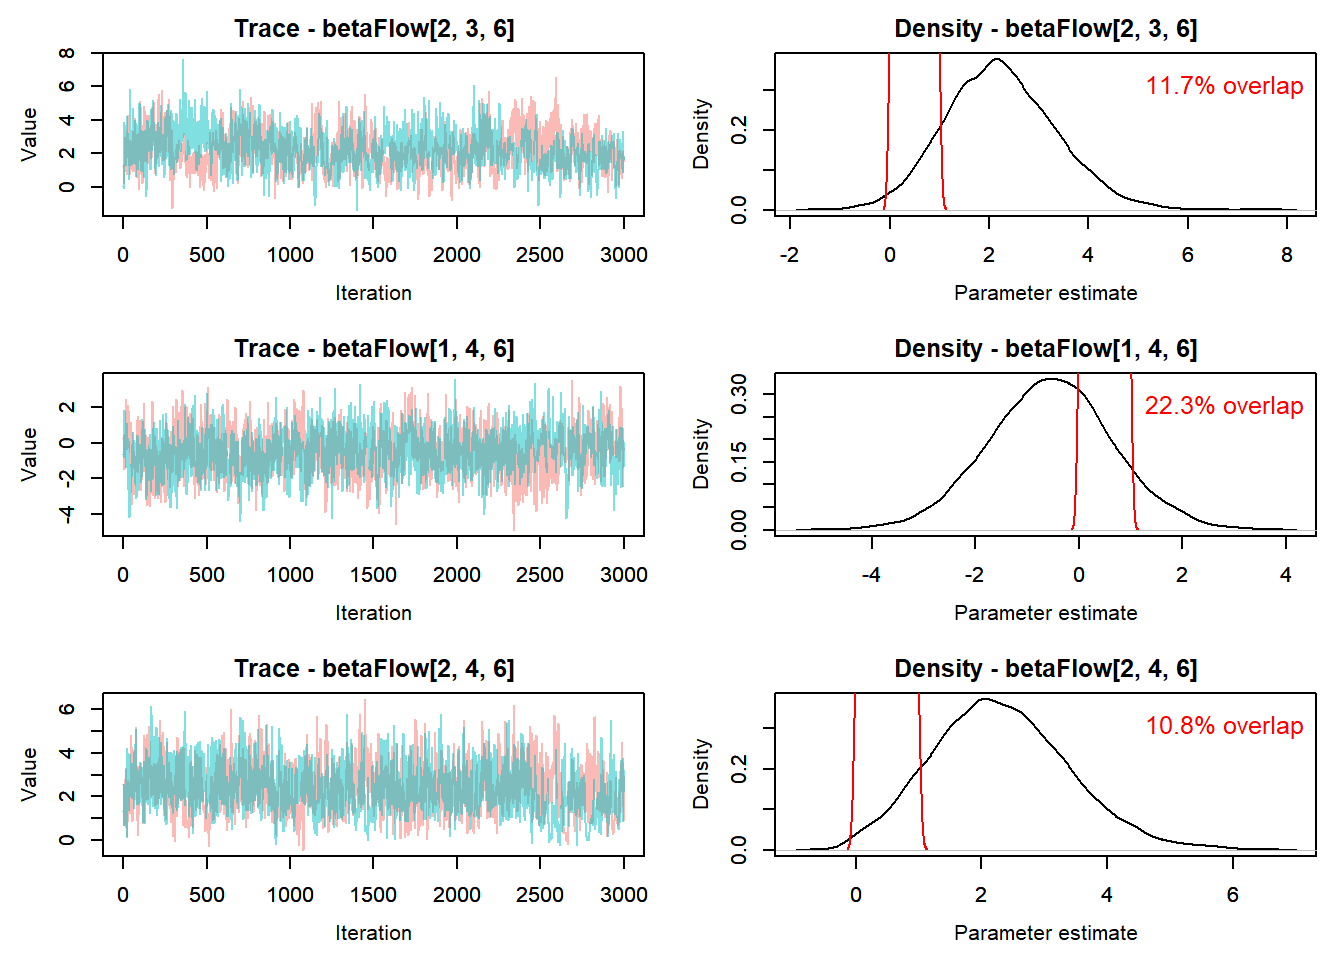 Trace - betaFlow[2, 3, 6]
Value
8
6
4
2
0
0 500 1000 1500 2000 2500 3000
Iteration
Density - betaFlow[2, 3, 6]
11.7% overlap
Density
0.2
0.0
-2 0 2 4 6 8
Parameter estimate
Trace - betaFlow[1, 4, 6]
Value
2
0
-2
-4
0 500 1000 1500 2000 2500 3000
Iteration
Density - betaFlow[1, 4, 6]
22.3% overlap
Density
0.30
0.15
0.00
-4 -2 0 2 4
Parameter estimate
Trace - betaFlow[2, 4, 6]
Value
6
4
2
0
0 500 1000 1500 2000 2500 3000
Iteration
Density - betaFlow[2, 4, 6]
10.8% overlap
Density
0.2
0.0
0 2 4 6
Parameter estimate